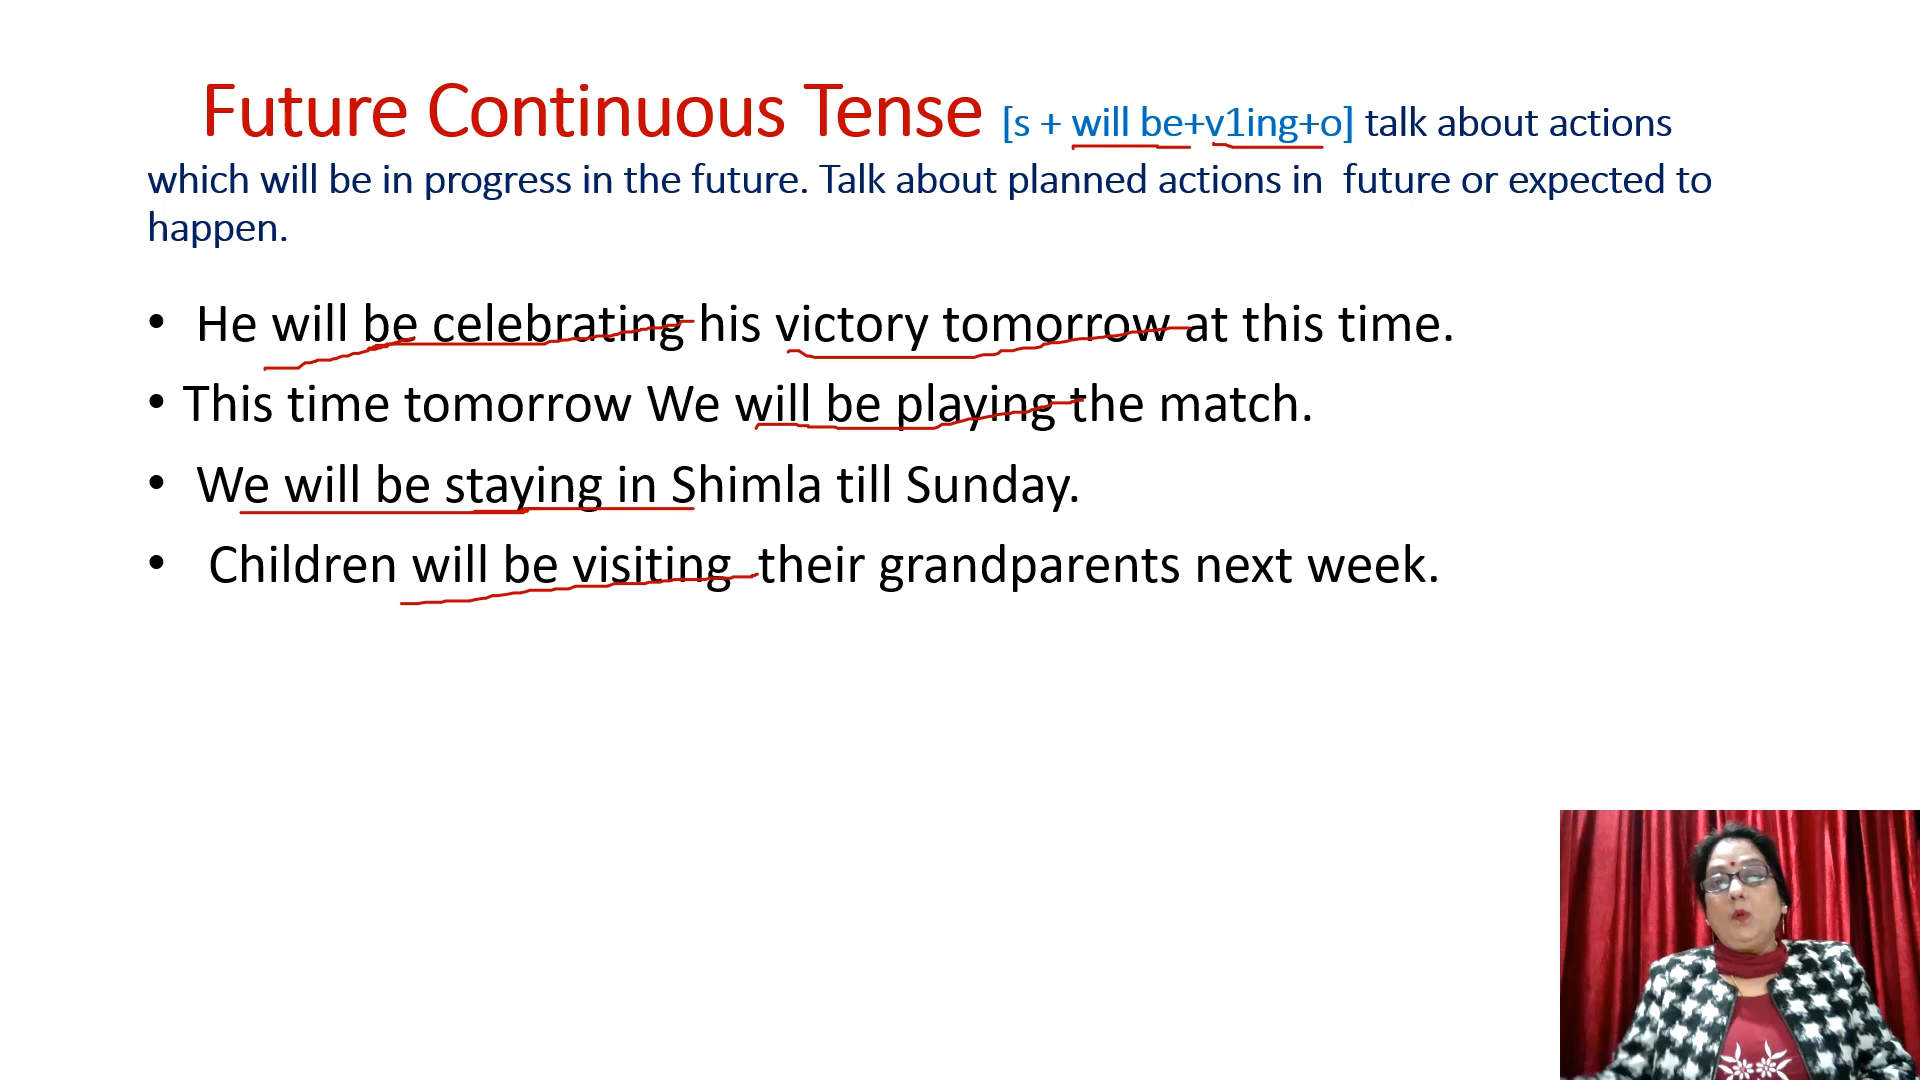 Future Continuous Tense [s + will be+v1ing+o] talk about actions
which will be in progress in the future. Talk about planned actions in  future or expected to
happen.
• He will be celebrating his victory tomorrow at this time.
• This time tomorrow We will be playing the match.
• We will be staying in Shimla till Sunday.
• Children will be visiting  their grandparents next week.